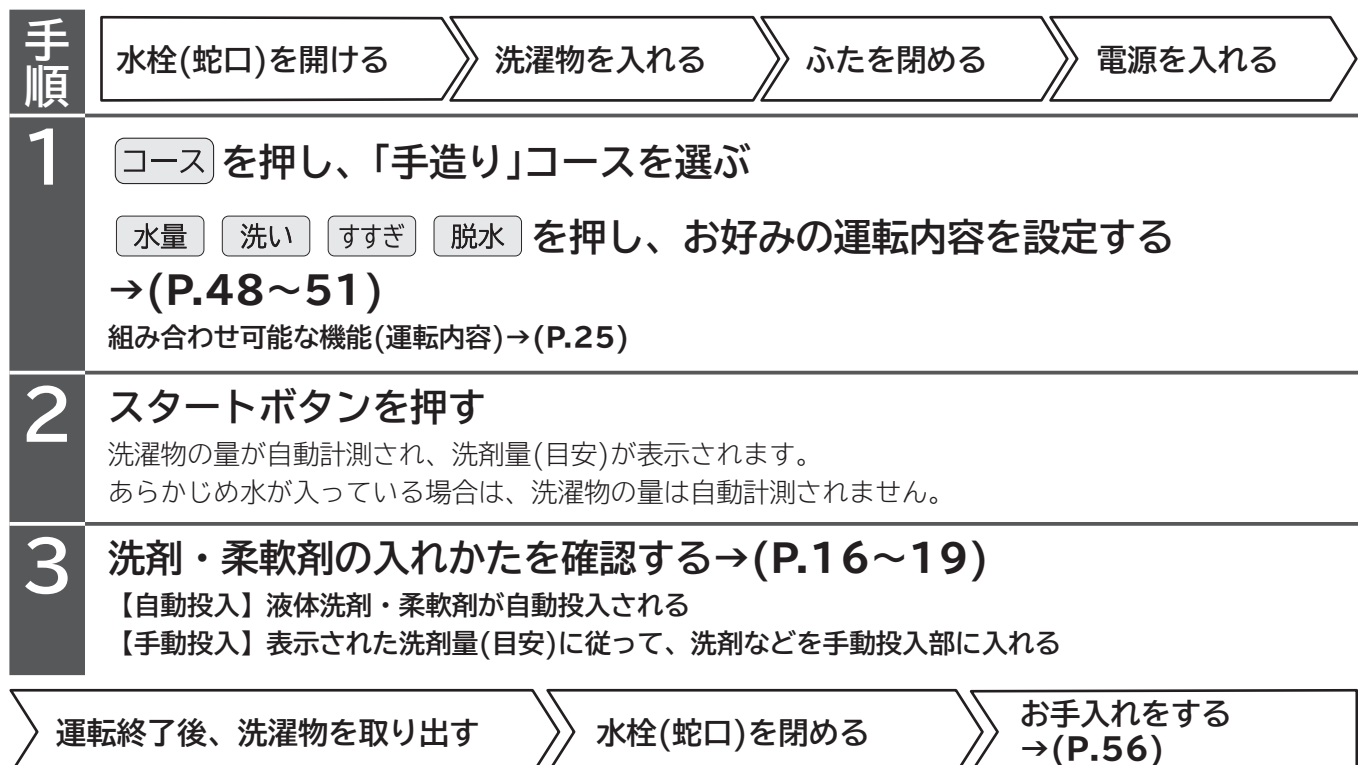 手順
水栓(蛇口)を開ける
洗濯物を入れる
ふたを閉める
電源を入れる
1
コースを押し、「手造り」コースを選ぶ
水量 洗い すすぎ 脱水 を押し、お好みの運転内容を設定する
→(P.48～51)
組み合わせ可能な機能(運転内容)→(P.25)
2
スタートボタンを押す
洗濯物の量が自動計測され、洗剤量(目安)が表示されます。
あらかじめ水が入っている場合は、洗濯物の量は自動計測されません。
3
洗剤・柔軟剤の入れかたを確認する→(P.16～19)
【自動投入】液体洗剤・柔軟剤が自動投入される
【手動投入】表示された洗剤量(目安)に従って、洗剤などを手動投入部に入れる
運転終了後、洗濯物を取り出す
水栓(蛇口)を閉める
お手入れをする
→(P.56)